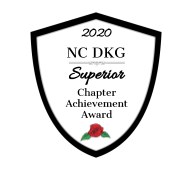 2020
NC DKG
Superior
Chapter
Achievement
Award